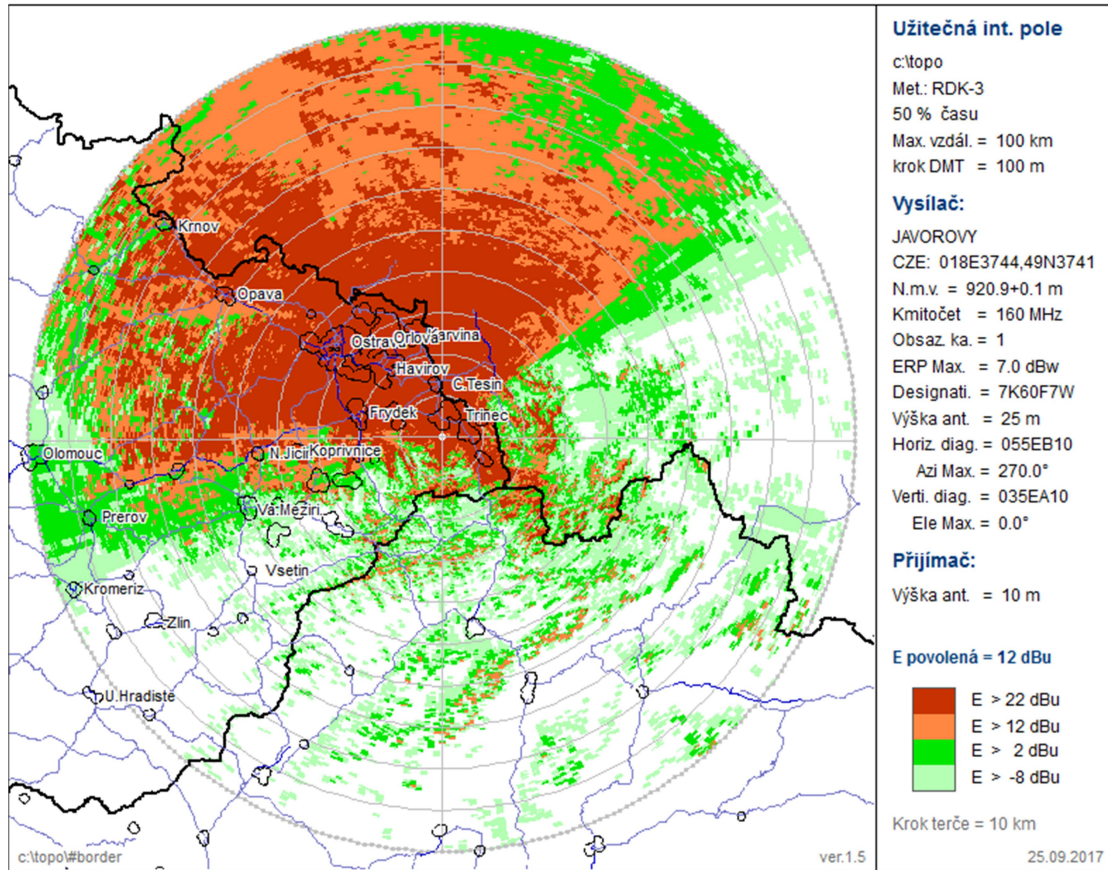 Krnov
Opava
Ostrava
Orlová
Karvina
Havirov
C.Tesin
Frydek
Trinec
Olomouc
N.Jicin
Koprivnice
Prerov
Va.Meziri
Vsetin
Kromeriz
Zlin
U.Hradiste
c:\topo\#border
ver.1.5
Užitečná int. pole
c:\topo
Met.: RDK-3
50 % času
Max. vzdál. = 100 km
krok DMT = 100 m
Vysílač:
JAVOROVY
CZE: 018E3744,49N3741
N.m.v. = 920.9+0.1 m
Kmitočet = 160 MHz
Obsaz. ka. = 1
ERP Max. = 7.0 dBw
Designati. = 7K60F7W
Výška ant. = 25 m
Horiz. diag. = 055EB10
Azi Max. = 270.0°
Verti. diag. = 035EA10
Ele Max. = 0.0°
Přijímač:
Výška ant. = 10 m
E povolená = 12 dBu
E > 22 dBu
E > 12 dBu
E > 2 dBu
E > -8 dBu
Krok terče = 10 km
25.09.2017